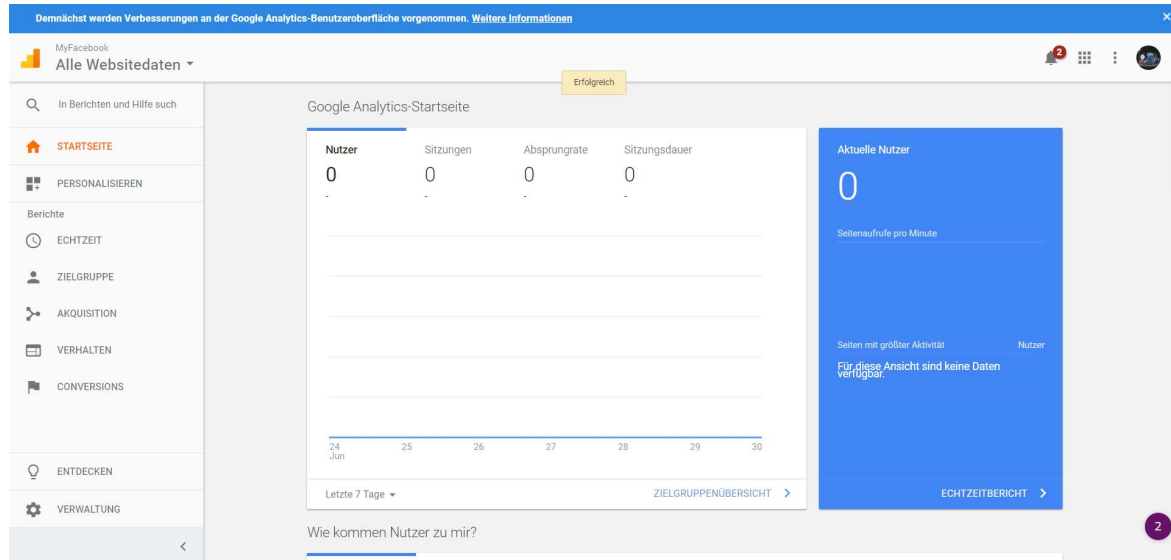 Demnächst werden Verbesserungen an der Google Analytics-Benutzeroberfläche vorgenommen. Weitere Informationen
MyFacebook
Alle Websitedaten
2
Erfolgreich
In Berichten und Hilfe such
STARTSEITE
PERSONALISIEREN
Berichte
ECHTZEIT
ZIELGRUPPE
AKQUISITION
VERHALTEN
CONVERSIONS
ENTDECKEN
VERWALTUNG
Google Analytics-Startseite
Nutzer Sitzungen Absprungrate Sitzungsdauer
0 0 0 0
- - - -
24 25 26 27 28 29 30
Jun
Letzte 7 Tage
ZIELGRUPPENÜBERSICHT
Aktuelle Nutzer
0
Seitenaufrufe pro Minute
Seiten mit größter Aktivität Nutzer
Für diese Ansicht sind keine Daten
verfügbar.
ECHTZEITBERICHT
Wie kommen Nutzer zu mir?
2